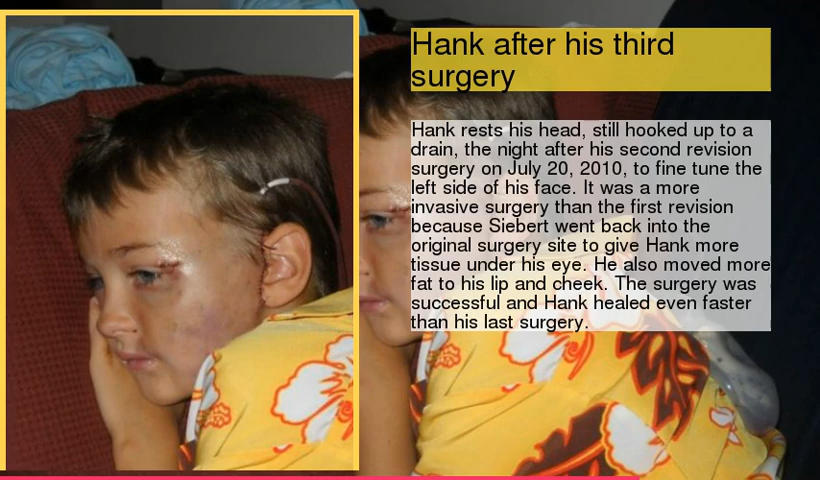 Hank after his third
surgery
Hank rests his head, still hooked up to a
drain, the night after his second revision
surgery on July 20, 2010, to fine tune the
left side of his face. It was a more
invasive surgery than the first revision
because Siebert went back into the
original surgery site to give Hank more
tissue under his eye. He also moved more
fat to his lip and cheek. The surgery was
successful and Hank healed even faster
than his last surgery.